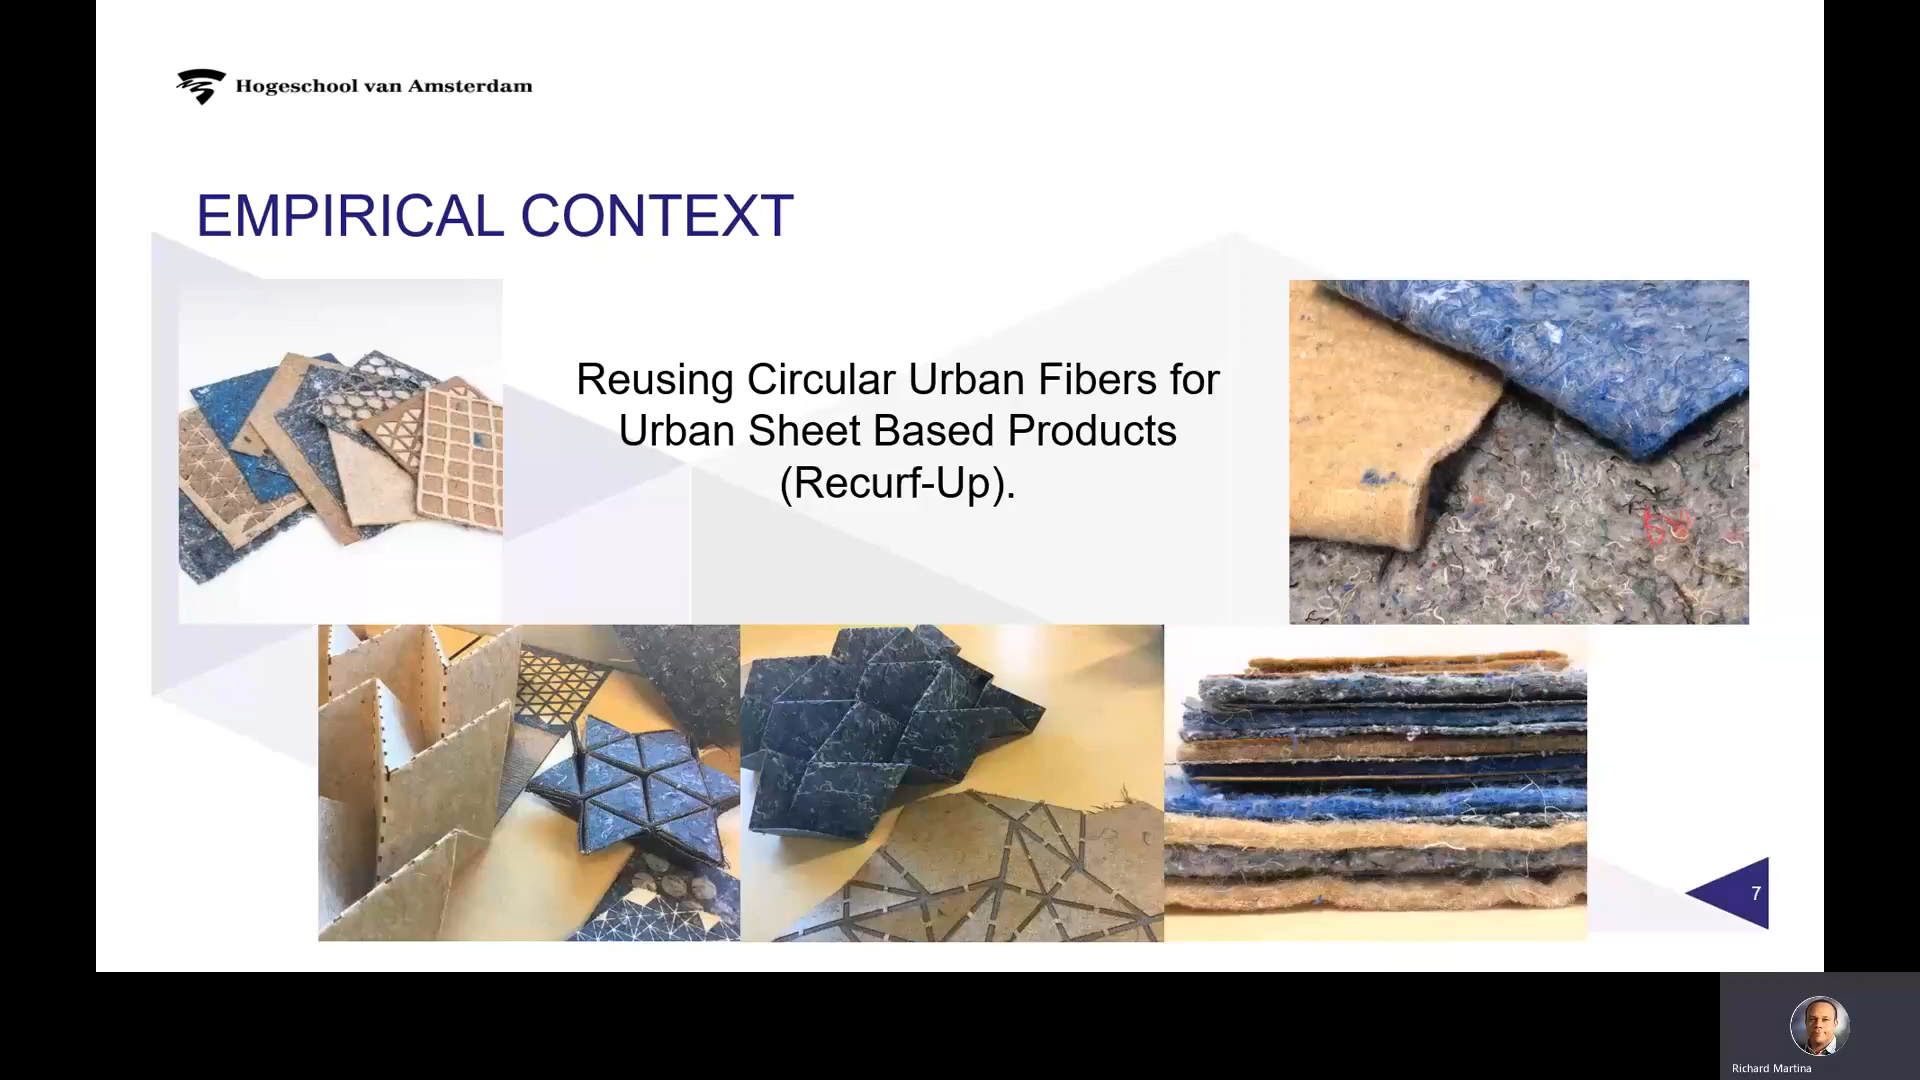 Hogeschool van Amsterdam
EMPIRICAL CONTEXT
Reusing Circular Urban Fibers for
Urban Sheet Based Products
(Recurf-Up).
7
Richard Martina